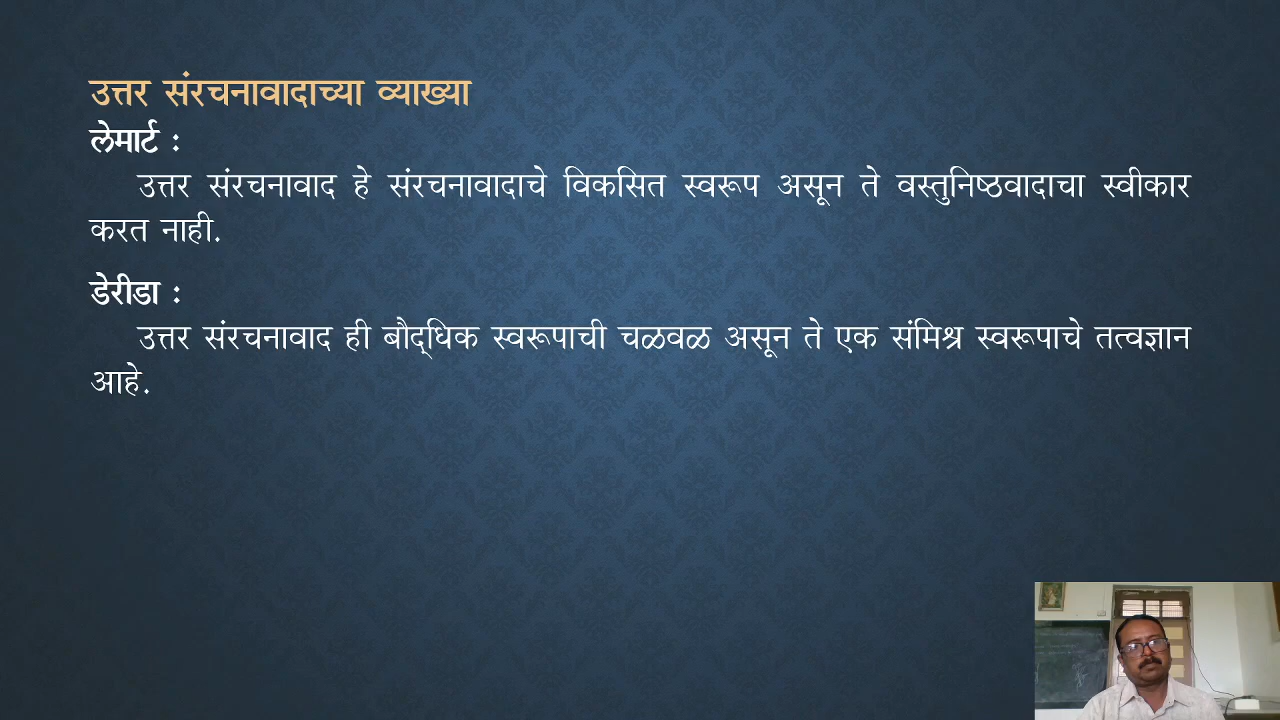 उत्तर संरचनावादाच्या व्याख्या
लेमार्ट :
उत्तर संरचनावाद हे संरचनावादाचे विकसित स्वरूप असून ते वस्तुनिष्ठवादाचा स्वीकार
करत नाही.
डेरीडा :
उत्तर संरचनावाद ही बौद्‌धिक स्वरूपाची चळवळ असून ते एक संमिश्र स्वरूपाचे तत्वज्ञान
आहे.